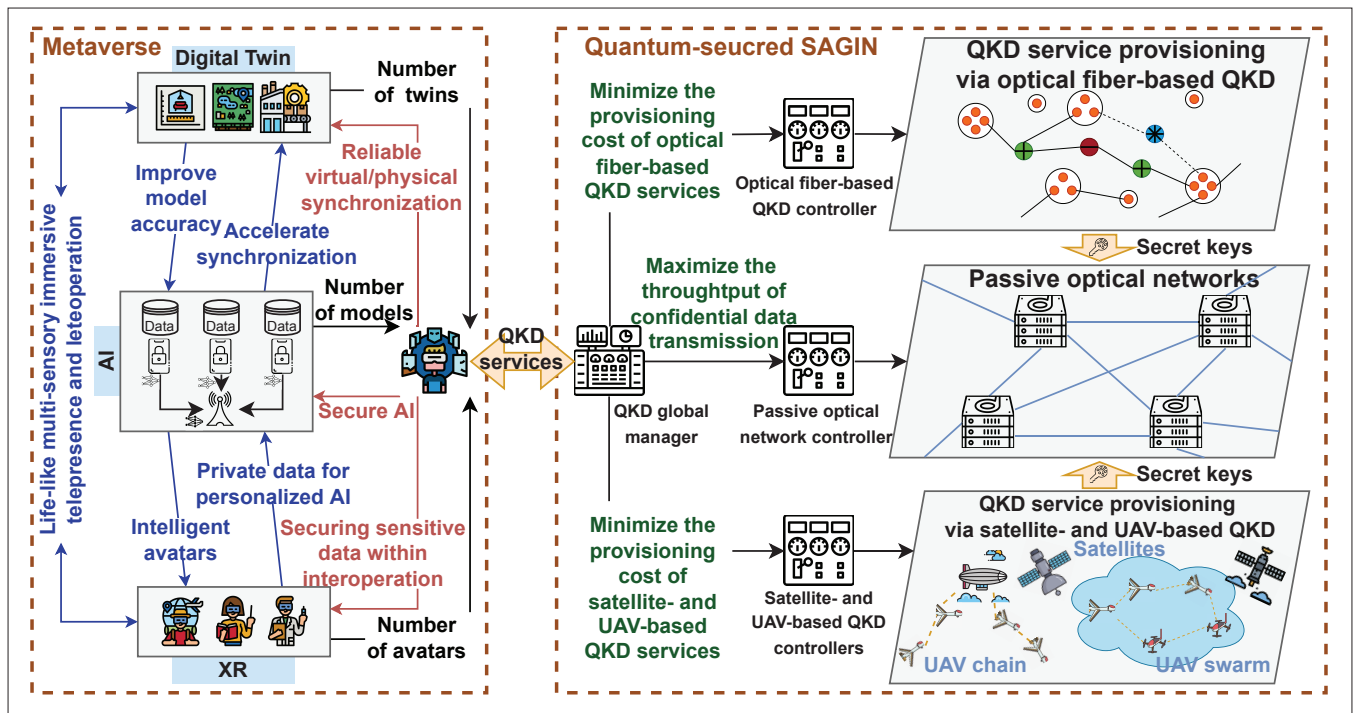 Metaverse
Digital Twin
Number
of twins
Improve
model
accuracy
Reliable
virtual/physical
synchronization
Accelerate
synchronization
Life-like multi-sensory immersive
telepresence and leteoperation
AI
Data
Data
Data
Number
of models
Secure AI
Private data for
personalized AI
Intelligent
avatars
Securing sensitive
data within
interoperation
Number
of avatars
XR
QKD
services
Quantum-seucred SAGIN
Minimize the
provisioning
cost of optical
fiber-based
QKD services
Optical fiber-based
QKD controller
QKD service provisioning
via optical fiber-based QKD
Secret keys
Maximize the
throughtput of
confidential data
transmission
QKD global
manager
Passive optical
network controller
Passive optical networks
Secret keys
Minimize the
provisioning
cost of
satellite- and
UAV-based
QKD services
Satellite- and
UAV-based QKD
controllers
QKD service provisioning
via satellite- and UAV-based QKD
Satellites
UAV chain
UAV swarm